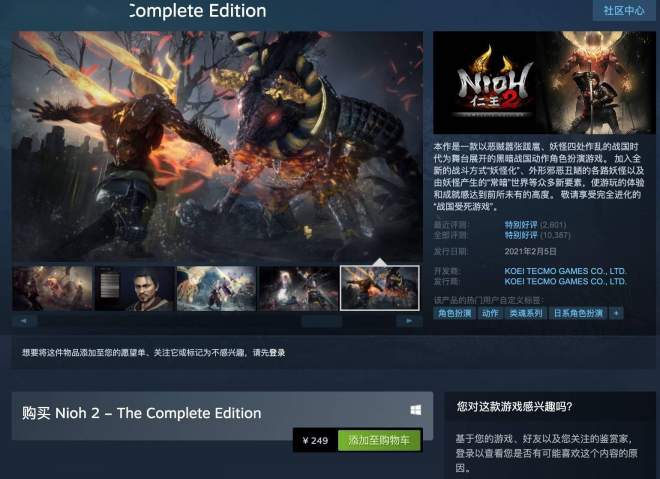 Complete Edition
社区中心
NIOH
仁王2
本作是一款以恶贼嚣张跋扈、妖怪四处作乱的战国时
代为舞台展开的黑暗战国动作角色扮演游戏。 加入全
新的战斗方式“妖怪化”、外形邪恶丑陋的各路妖怪以及
由妖怪产生的“常暗”世界等众多新要素，使游玩的体验
和成就感达到前所未有的高度。 敬请享受完全进化的
“战国受死游戏”。
最近评测: 特别好评 (2,601)
全部评测: 特别好评 (10,387)
发行日期: 2021年2月5日
开发商: KOEI TECMO GAMES CO., LTD.
发行商: KOEI TECMO GAMES CO., LTD.
该产品的热门用户自定义标签:
角色扮演 动作 类魂系列 日系角色扮演 +
想要将这件物品添加至您的愿望单、关注它或标记为不感兴趣，请先登录
购买 Nioh 2 – The Complete Edition
¥ 249 添加至购物车
您对这款游戏感兴趣吗?
基于您的游戏、好友以及您关注的鉴赏家，
登录以查看您是否有可能喜欢这个内容的原
因。